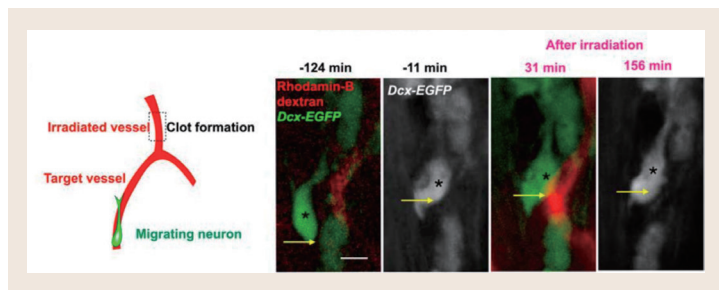 After irradiation
-124 min
-11 min
31 min
156 min
Rhodamin-B
dextran
Dcx-EGFP
Dcx-EGFP
Irradiated vessel
Clot formation
Target vessel
Migrating neuron
*
*
*
*